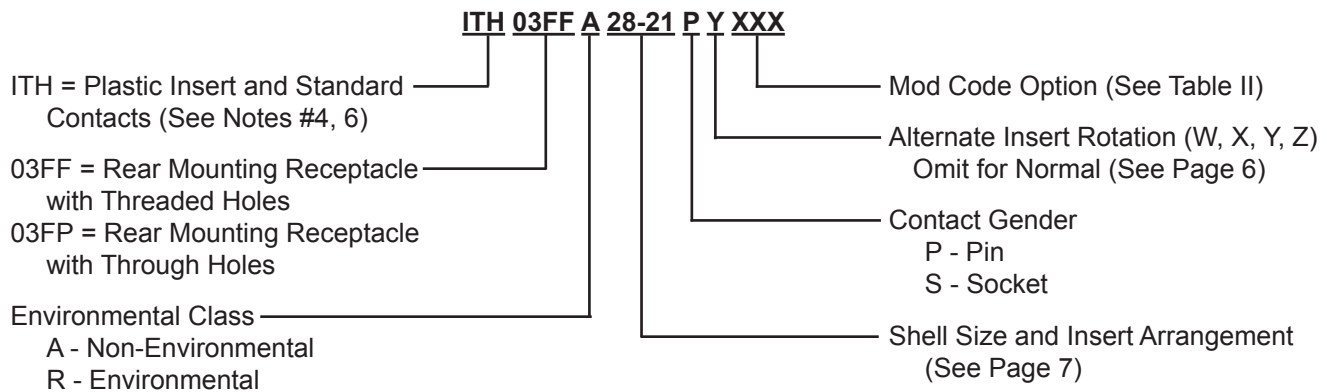 ITH 03FF A 28-21 P Y XXX
ITH = Plastic Insert and Standard
Contacts (See Notes #4, 6)
03FF = Rear Mounting Receptacle
with Threaded Holes
03FP = Rear Mounting Receptacle
with Through Holes
Environmental Class
A - Non-Environmental
R - Environmental
Mod Code Option (See Table II)
Alternate Insert Rotation (W, X, Y, Z)
Omit for Normal (See Page 6)
Contact Gender
P - Pin
S - Socket
Shell Size and Insert Arrangement
(See Page 7)